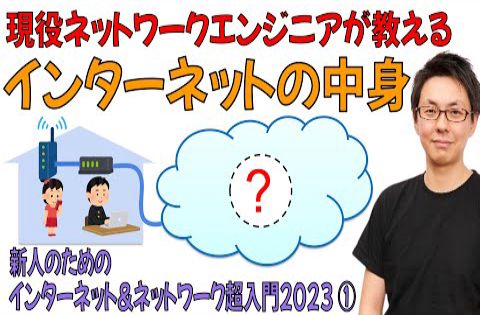 現役ネットワークエンジニアが教える
インターネットの中身
?
新人のための
インターネット&ネットワーク超入門2023 ①